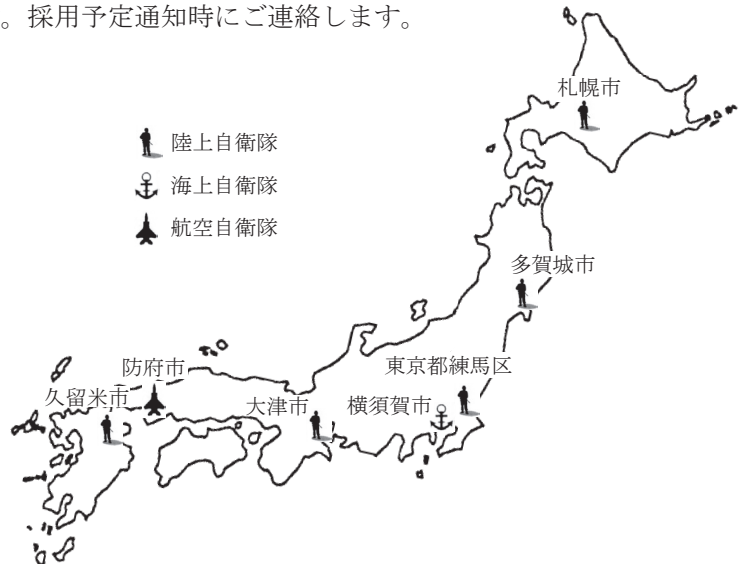 。採用予定通知時にご連絡します。
札幌市
陸上自衛隊
海上自衛隊
航空自衛隊
多賀城市
防府市
東京都練馬区
久留米市
大津市
横須賀市